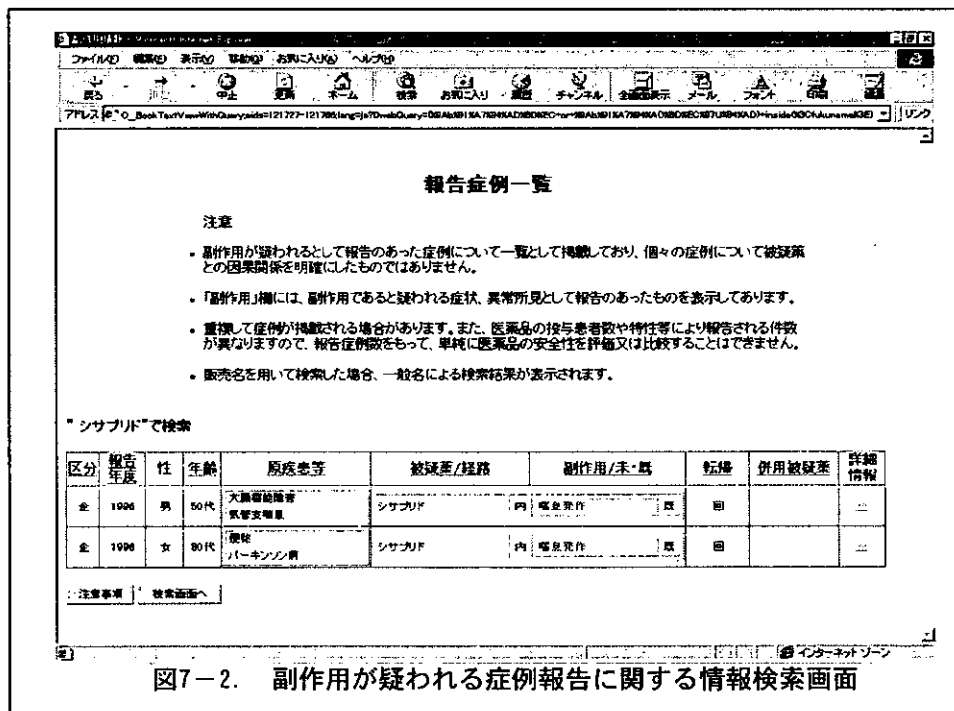 ファイル(F) 編集(E) 表示(V) 移動(G) お気に入り(A) ヘルプ(H)
戻る 中止 更新 ホーム 検索 お気に入り 履歴 チャンネル 全画面表示 メール フォント 印刷
アドレス リンク
報告症例一覧
注意
• 副作用が疑われるとして報告のあった症例について一覧として掲載しており、個々の症例について被疑薬
との因果関係を明確にしたものではありません。
• 「副作用」欄には、副作用であると疑われる症状、異常所見として報告のあったものを表示してあります。
• 重複して症例が掲載される場合があります。また、医薬品の投与患者数や特性等により報告される件数
が異なりますので、報告症例数をもって、単純に医薬品の安全性を評価又は比較することはできません。
• 販売名を用いて検索した場合、一般名による検索結果が表示されます。
" シサプリド"で検索
区分 報告年度 性 年齢 原疾患等 被疑薬/経路 副作用/未・既 転帰 併用被疑薬 詳細情報
企 1996 男 50代 大腸機能障害 シサプリド 内 喘息発作 既 回
気管支喘息
企 1996 女 80代 便秘 シサプリド 内 喘息発作 既 回
パーキンソン病
注意事項 検索画面へ
インターネット ゾーン
図7-2. 副作用が疑われる症例報告に関する情報検索画面